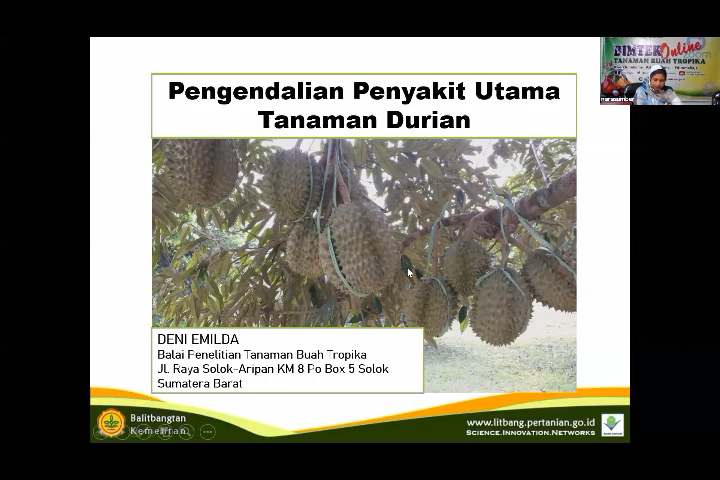 Pengendalian Penyakit Utama
Tanaman Durian
DENI EMILDA
Balai Penelitian Tanaman Buah Tropika
Jl. Raya Solok-Aripan KM 8 Po Box 5 Solok
Sumatera Barat
Balitbangtan
Kementan
www.litbang.pertanian.go.id
SCIENCE.INNOVATION.NETWORKS
BIMTEK Online
TANAMAN BUAH TROPIKA
narasumber